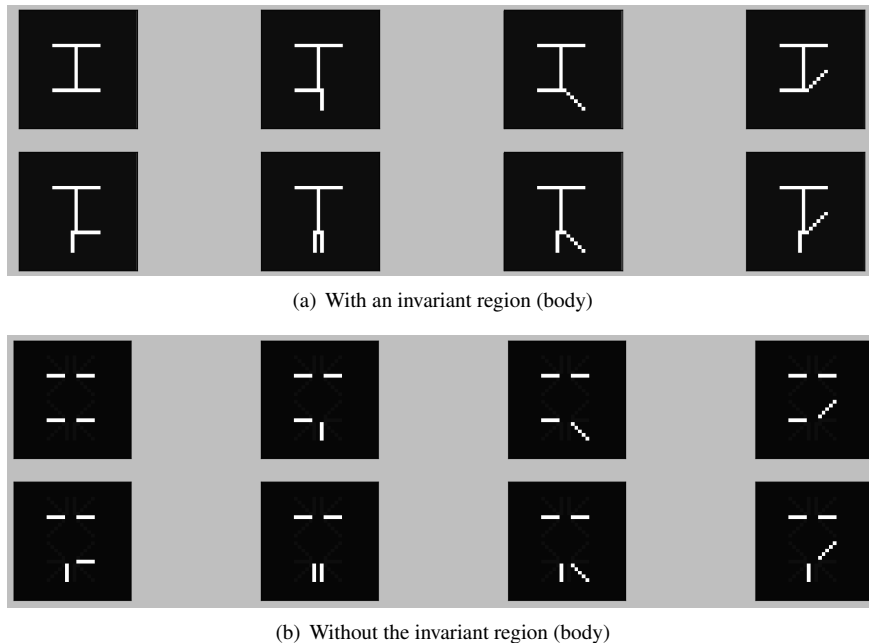 (a) With an invariant region (body)
(b) Without the invariant region (body)